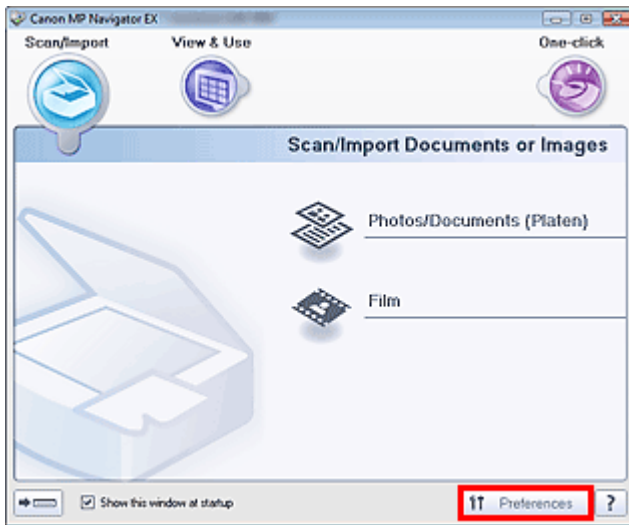 Canon MP Navigator EX
Scan/Import
View & Use
One-click
Scan/Import Documents or Images
Photos/Documents (Platen)
Film
Show this window at startup
Preferences
?